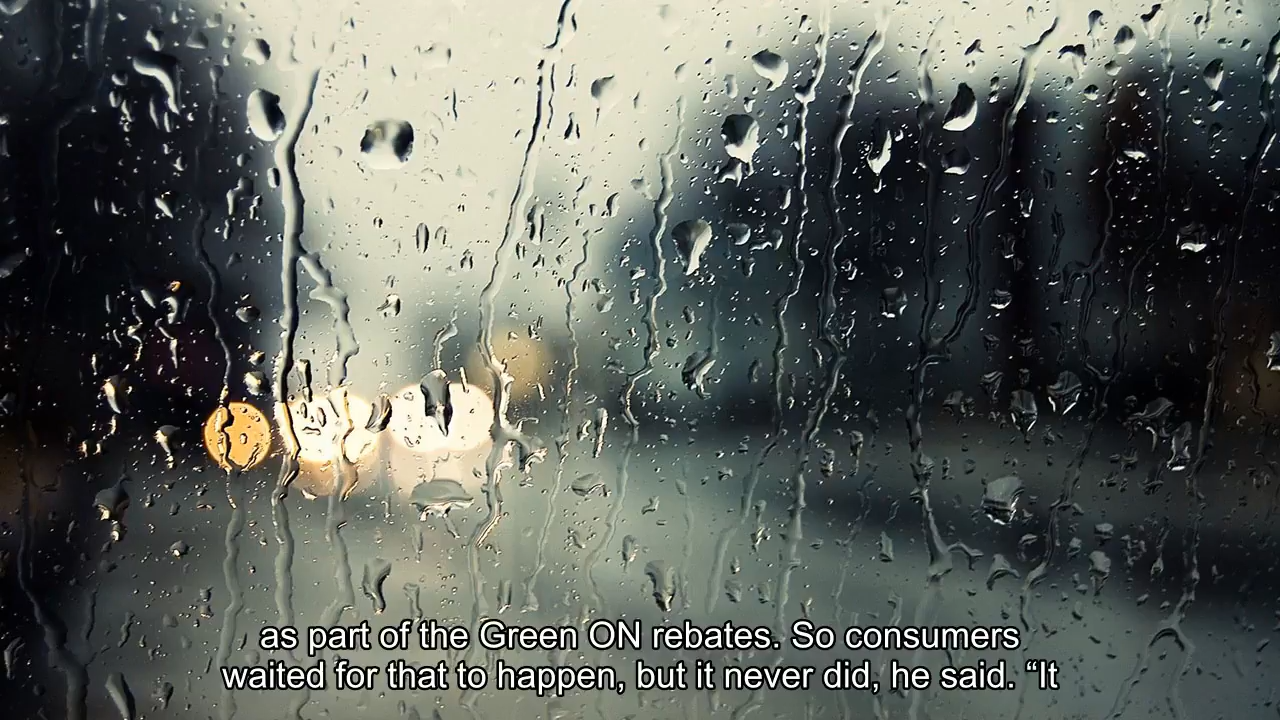 as part of the Green ON rebates. So consumers
waited for that to happen, but it never did, he said. “It